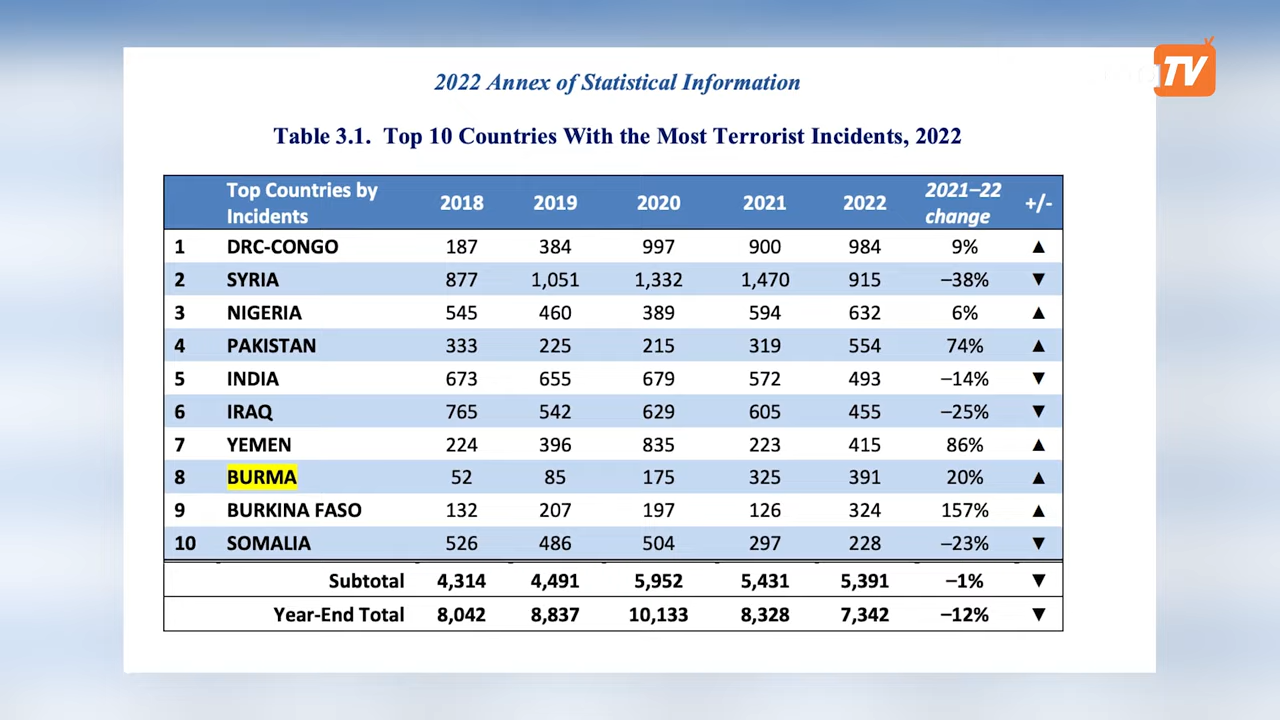 TV
2022 Annex of Statistical Information
Table 3.1. Top 10 Countries With the Most Terrorist Incidents, 2022
Top Countries by Incidents 2018 2019 2020 2021 2022 2021–22 change +/-
1 DRC-CONGO 187 384 997 900 984 9% ▲
2 SYRIA 877 1,051 1,332 1,470 915 –38% ▼
3 NIGERIA 545 460 389 594 632 6% ▲
4 PAKISTAN 333 225 215 319 554 74% ▲
5 INDIA 673 655 679 572 493 –14% ▼
6 IRAQ 765 542 629 605 455 –25% ▼
7 YEMEN 224 396 835 223 415 86% ▲
8 BURMA 52 85 175 325 391 20% ▲
9 BURKINA FASO 132 207 197 126 324 157% ▲
10 SOMALIA 526 486 504 297 228 –23% ▼
Subtotal 4,314 4,491 5,952 5,431 5,391 –1% ▼
Year-End Total 8,042 8,837 10,133 8,328 7,342 –12% ▼